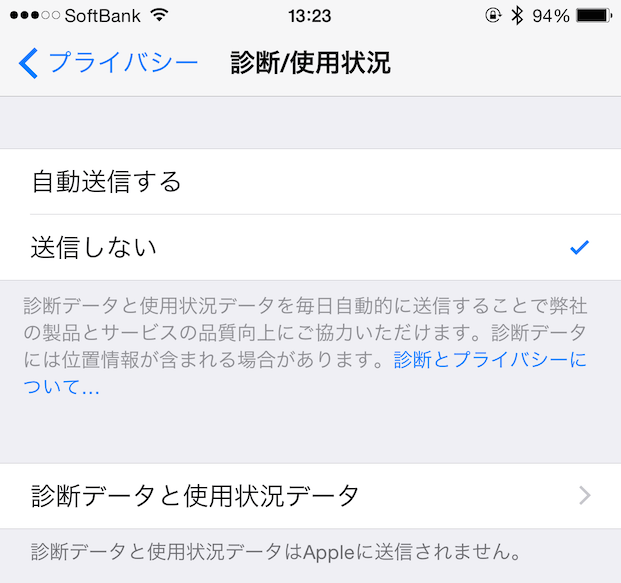 SoftBank 13:23 94%
プライバシー 診断/使用状況
自動送信する
送信しない
診断データと使用状況データを毎日自動的に送信することで弊社
の製品とサービスの品質向上にご協力いただけます。診断データ
には位置情報が含まれる場合があります。診断とプライバシーに
ついて...
診断データと使用状況データ
診断データと使用状況データはAppleに送信されません。